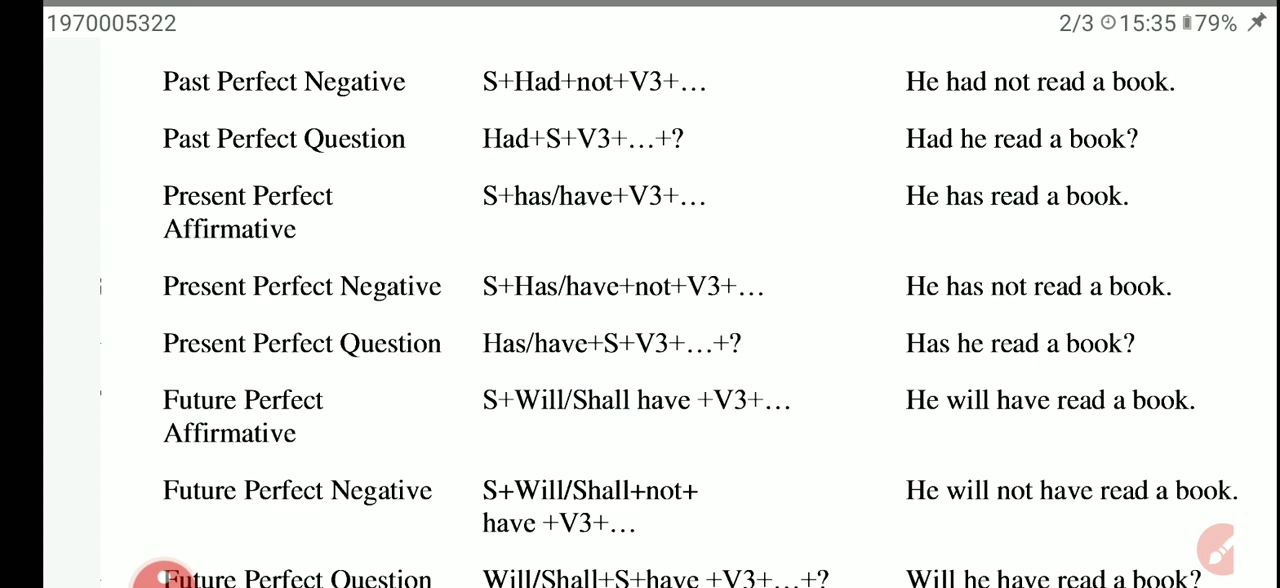 1970005322
2/3 15:35 79%
Past Perfect Negative S+Had+not+V3+… He had not read a book.
Past Perfect Question Had+S+V3+…+? Had he read a book?
Present Perfect S+has/have+V3+… He has read a book.
Affirmative
Present Perfect Negative S+Has/have+not+V3+… He has not read a book.
Present Perfect Question Has/have+S+V3+…+? Has he read a book?
Future Perfect S+Will/Shall have +V3+… He will have read a book.
Affirmative
Future Perfect Negative S+Will/Shall+not+ He will not have read a book.
have +V3+…
Future Perfect Question Will/Shall+S+have +V3+…+? Will he have read a book?